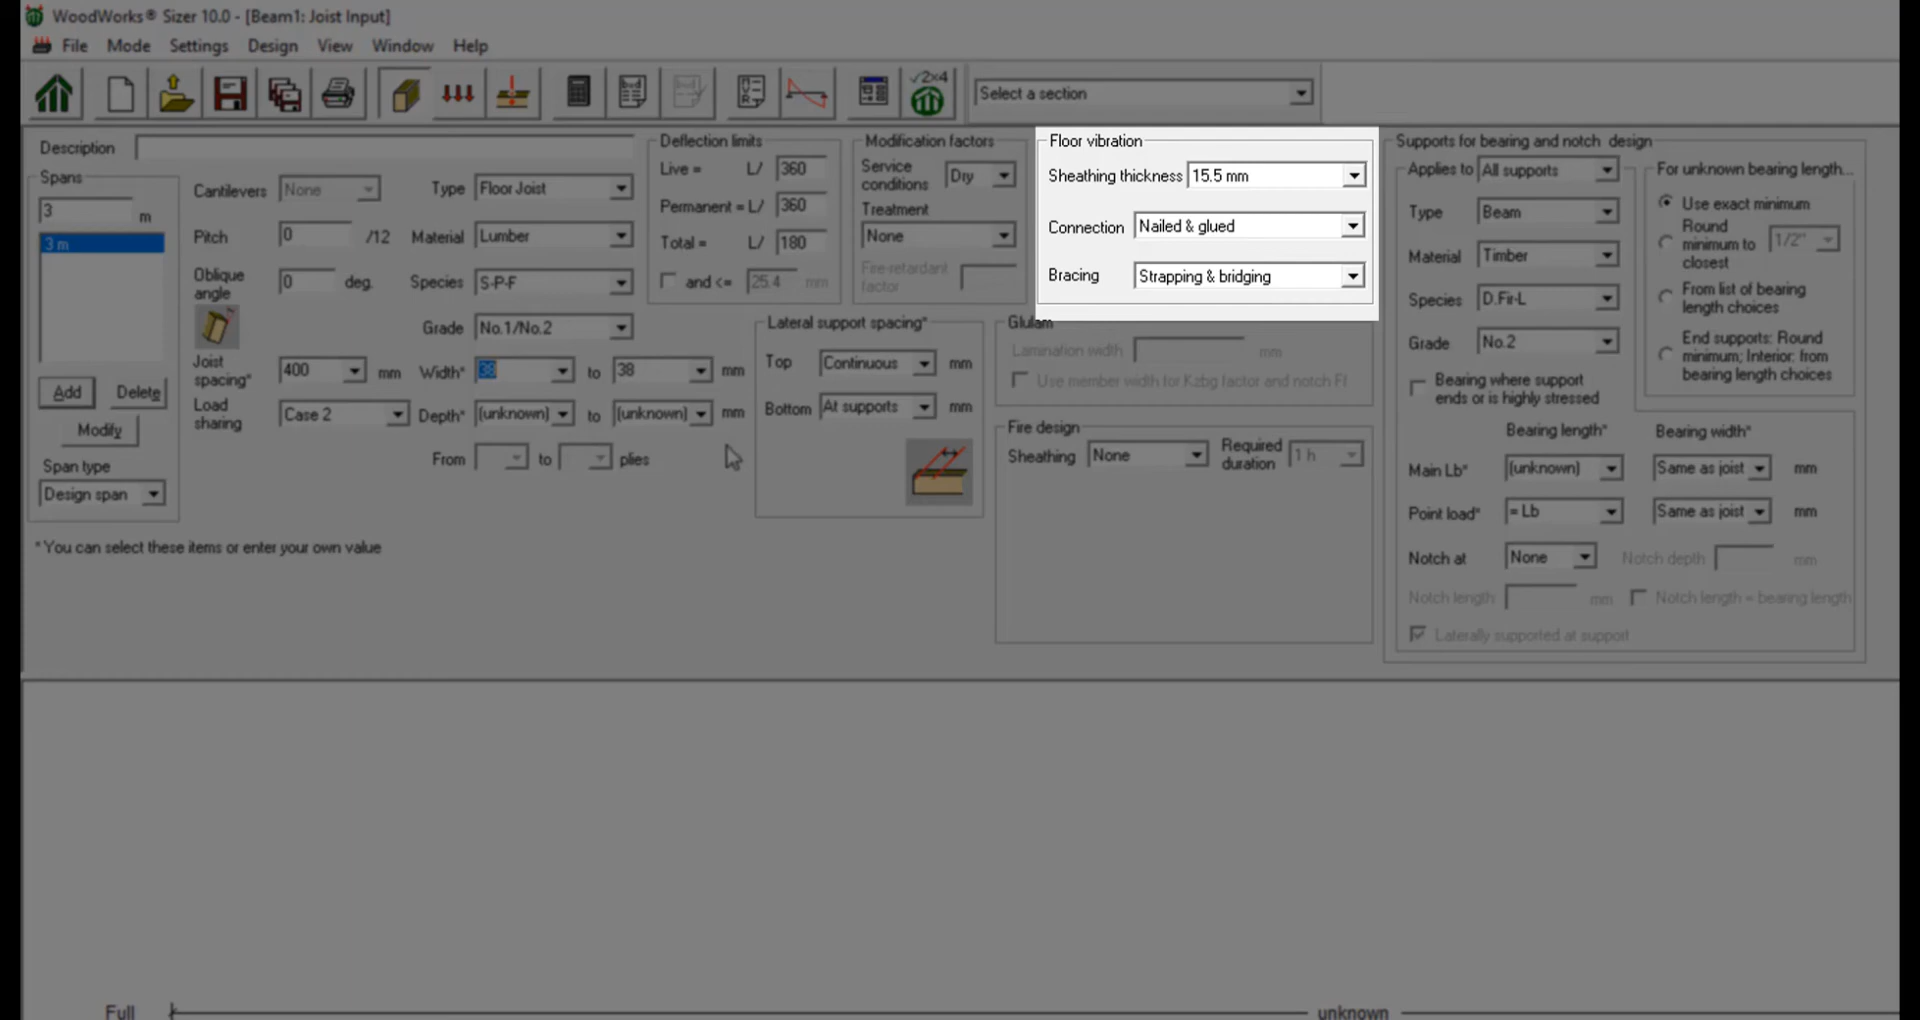 WoodWorks® Sizer 10.0 - [Beam1: Joist Input]
File Mode Settings Design View Window Help
✓2×4
Select a section
Description
Spans
3 m
3 m
Add Delete
Modify
Span type
Design span
Cantilevers None
Pitch 0 /12
Oblique
angle 0 deg.
Joist
spacing* 400 mm
Load
sharing Case 2
Type Floor Joist
Material Lumber
Species S-P-F
Grade No.1/No.2
Width* 38 to 38 mm
Depth* (unknown) to (unknown) mm
From to plies
* You can select these items or enter your own value
Deflection limits
Live = L/ 360
Permanent = L/ 360
Total = L/ 180
and <= 25.4 mm
Modification factors
Service
conditions Dry
Treatment
None
Fire-retardant
factor
Lateral support spacing*
Top Continuous mm
Bottom At supports mm
Floor vibration
Sheathing thickness 15.5 mm
Connection Nailed & glued
Bracing Strapping & bridging
Glulam
Lamination width mm
Use member width for Kzbg factor and notch Fl
Fire design
Sheathing None
Required
duration 1 h
Supports for bearing and notch design
Applies to All supports
Type Beam
Material Timber
Species D.Fir-L
Grade No.2
Bearing where support
ends or is highly stressed
For unknown bearing length...
Use exact minimum
Round
minimum to
closest 1/2"
From list of bearing
length choices
End supports: Round
minimum; Interior: from
bearing length choices
Bearing length* Bearing width*
Main Lb* (unknown) Same as joist mm
Point load* = Lb Same as joist mm
Notch at None Notch depth mm
Notch length mm Notch length = bearing length
Laterally supported at support
Full unknown